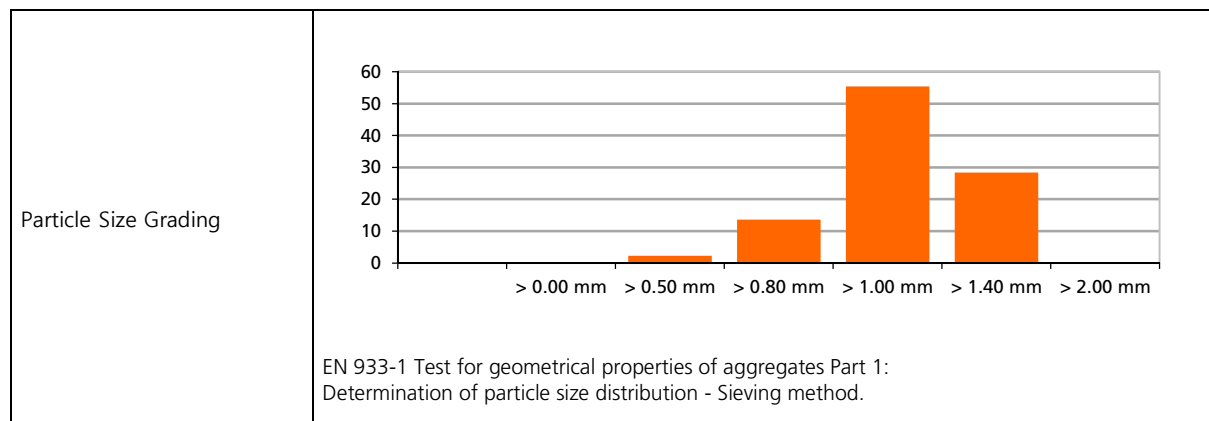 Particle Size Grading
60
50
40
30
20
10
0
> 0.00 mm > 0.50 mm > 0.80 mm > 1.00 mm > 1.40 mm > 2.00 mm
EN 933-1 Test for geometrical properties of aggregates Part 1:
Determination of particle size distribution - Sieving method.